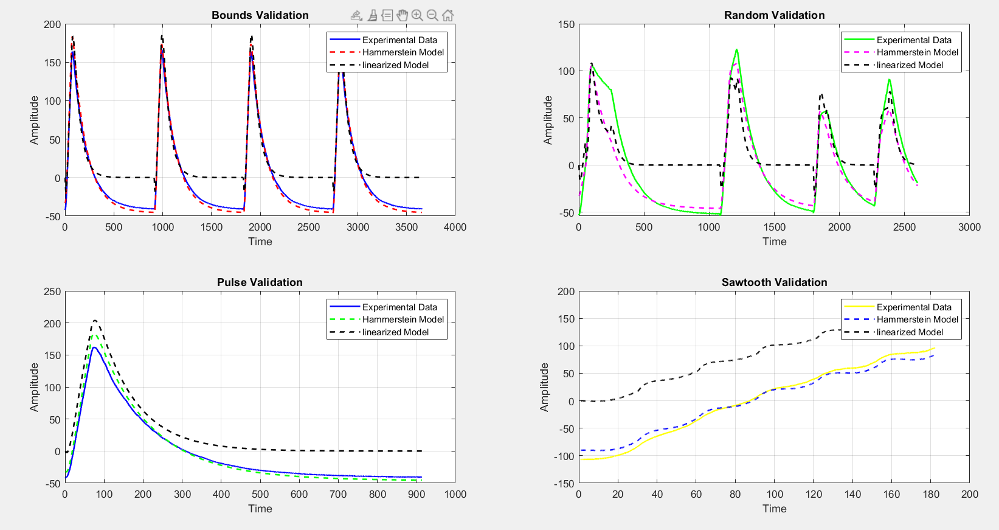 Bounds Validation
200
150
100
50
0
-50
0 500 1000 1500 2000 2500 3000 3500 4000
Time
Amplitude
Experimental Data
Hammerstein Model
linearized Model
Random Validation
150
100
50
0
-50
0 500 1000 1500 2000 2500 3000
Time
Amplitude
Experimental Data
Hammerstein Model
linearized Model
Pulse Validation
250
200
150
100
50
0
-50
0 100 200 300 400 500 600 700 800 900 1000
Time
Amplitude
Experimental Data
Hammerstein Model
linearized Model
Sawtooth Validation
200
150
100
50
0
-50
-100
-150
0 20 40 60 80 100 120 140 160 180 200
Time
Amplitude
Experimental Data
Hammerstein Model
linearized Model